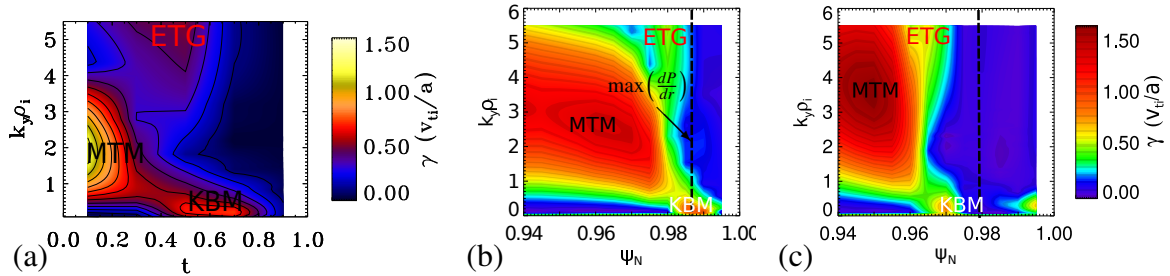 ETG
MTM
KBM
k_yρ_i
5
4
3
2
1
0.0 0.2 0.4 0.6 0.8 1.0
t
(a)
1.50
1.00
0.50
0.00
γ (v_ti/a)
ETG
max(dP/dr)
MTM
KBM
k_yρ_i
6
5
4
3
2
1
0
0.94 0.96 0.98 1.00
Ψ_N
(b)
ETG
MTM
KBM
k_yρ_i
6
5
4
3
2
1
0
0.94 0.96 0.98 1.00
Ψ_N
(c)
1.50
1.00
0.50
0.00
γ (v_ti/a)